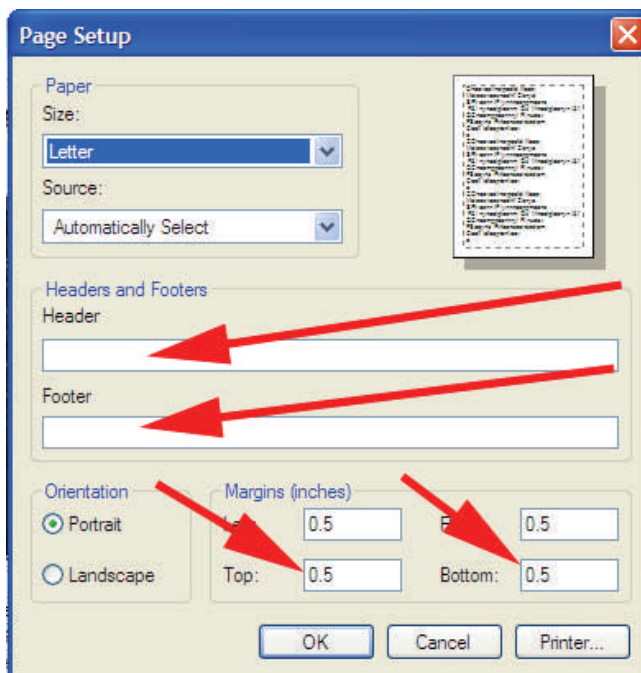 Page Setup
Paper
Size:
Letter
Source:
Automatically Select
Headers and Footers
Header
Footer
Orientation
Portrait
Landscape
Margins (inches)
0.5
0.5
Top:
0.5
Bottom:
0.5
OK
Cancel
Printer...